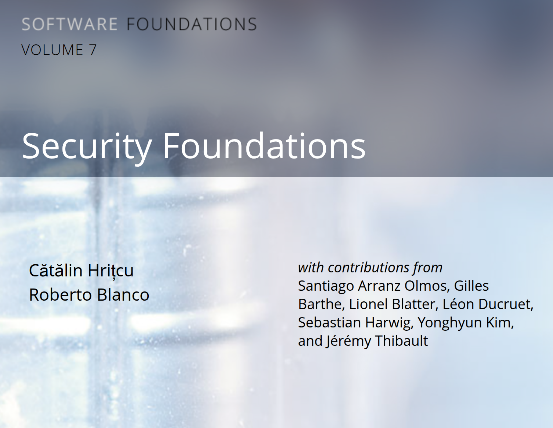 SOFTWARE FOUNDATIONS
VOLUME 7
Security Foundations
Cătălin Hrițcu
Roberto Blanco
with contributions from
Santiago Arranz Olmos, Gilles
Barthe, Lionel Blatter, Léon Ducruet,
Sebastian Harwig, Yonghyun Kim,
and Jérémy Thibault